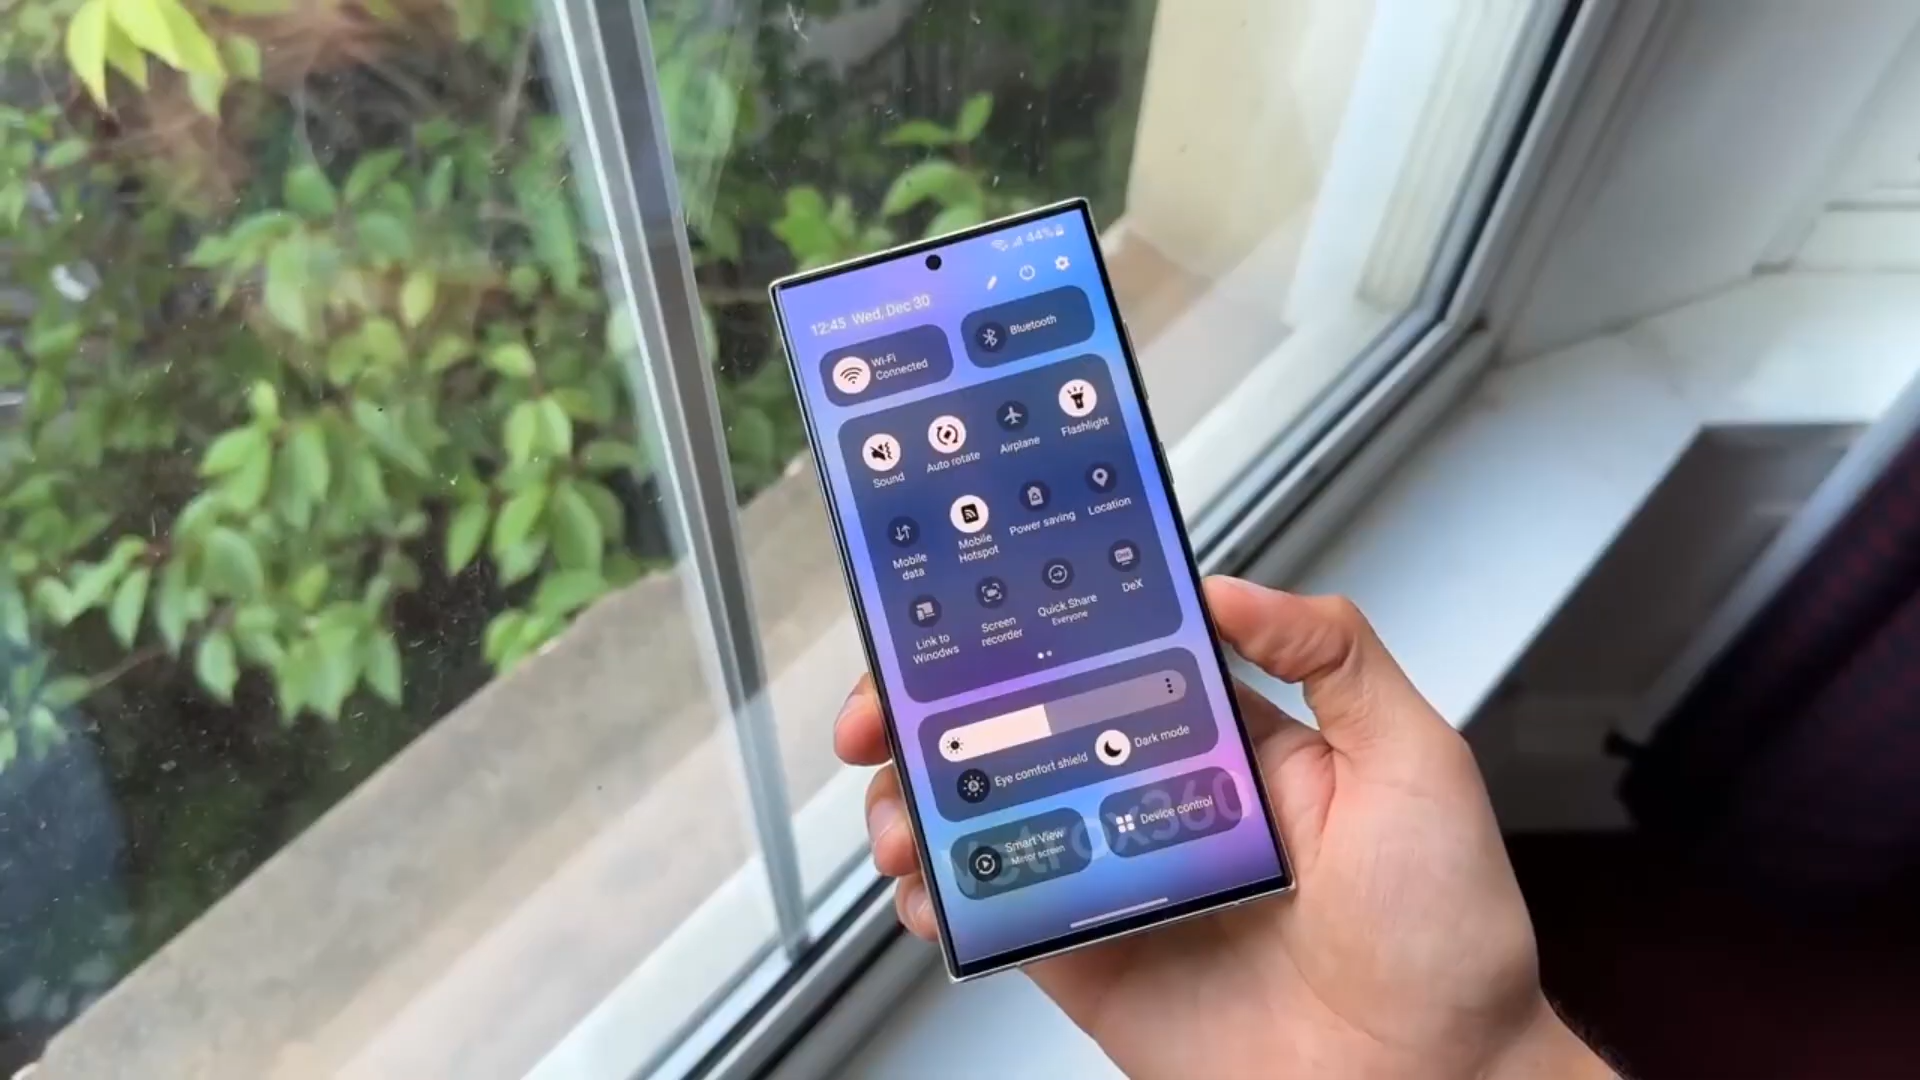 44%
12:45 Wed, Dec 30
Wi-Fi
Connected
Bluetooth
Sound
Auto rotate
Airplane
Flashlight
Mobile
data
Mobile
Hotspot
Power saving
Location
Link to
Winodws
Screen
recorder
Quick Share
Everyone
DeX
Eye comfort shield
Dark mode
Smart View
Mirror screen
Device control
Vetrox360